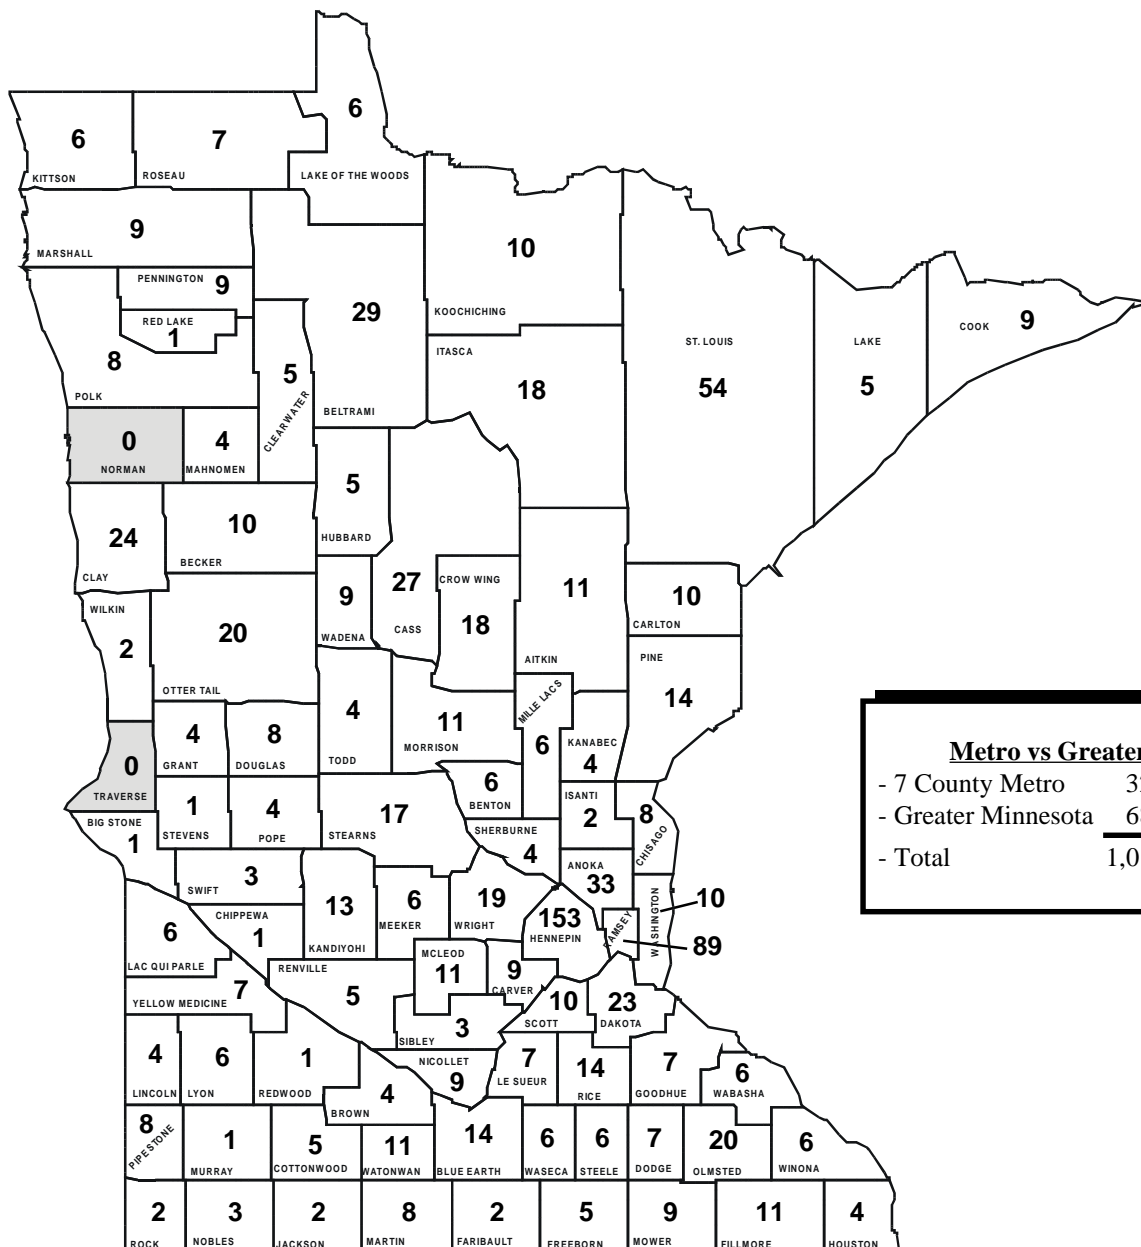 6
6
7
KITTSON
ROSEAU
LAKE OF THE WOODS
9
MARSHALL
10
KOOCHICHING
PENNINGTON
9
RED LAKE
1
29
BELTRAMI
8
POLK
5
CLEARWATER
ITASCA
18
ST. LOUIS
54
LAKE
5
COOK
9
0
NORMAN
4
MAHNOMEN
5
HUBBARD
24
CLAY
10
BECKER
27
CASS
CROW WING
18
9
WADENA
11
AITKIN
10
CARLTON
WILKIN
2
20
OTTER TAIL
PINE
14
4
TODD
11
MORRISON
MILLE LACS
6
KANABEC
4
4
GRANT
8
DOUGLAS
0
TRAVERSE
6
BENTON
ISANTI
2
8
CHISAGO
BIG STONE
1
1
STEVENS
4
POPE
17
STEARNS
SHERBURNE
4
ANOKA
33
3
SWIFT
13
KANDIYOHI
6
MEEKER
19
WRIGHT
153
HENNEPIN
RAMSEY
89
WASHINGTON
10
6
LAC QUI PARLE
CHIPPEWA
1
RENVILLE
5
MCLEOD
11
9
CARVER
10
SCOTT
23
DAKOTA
7
YELLOW MEDICINE
3
SIBLEY
4
LINCOLN
6
LYON
1
REDWOOD
NICOLLET
9
7
LE SUEUR
14
RICE
7
GOODHUE
6
WABASHA
4
BROWN
8
PIPESTONE
1
MURRAY
5
COTTONWOOD
11
WATONWAN
14
BLUE EARTH
6
WASECA
6
STEELE
7
DODGE
20
OLMSTED
6
WINONA
2
ROCK
3
NOBLES
2
JACKSON
8
MARTIN
2
FARIBAULT
5
FREEBORN
9
MOWER
11
FILLMORE
4
HOUSTON
Metro vs Greater
- 7 County Metro 3
- Greater Minnesota 6
- Total 1,0